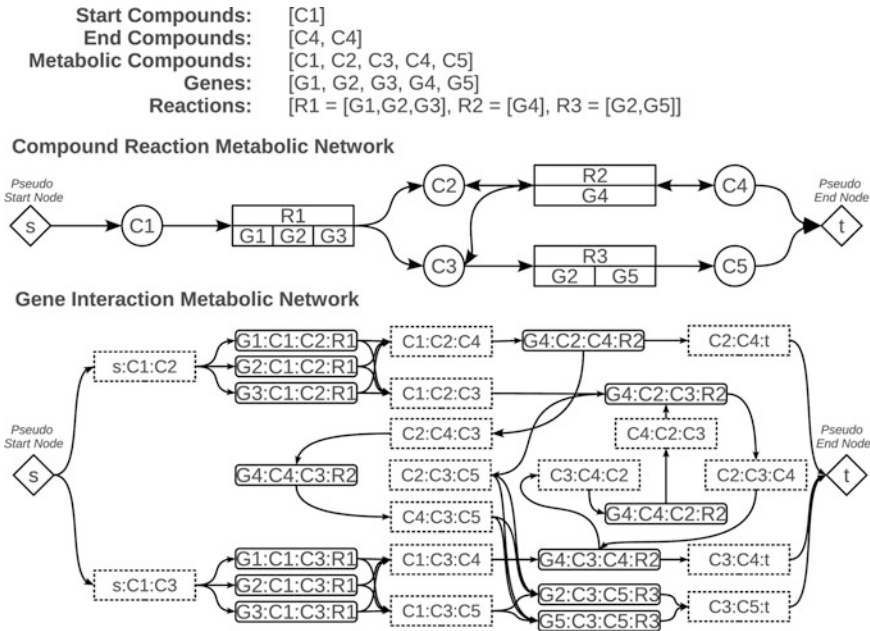 Start Compounds: [C1]
End Compounds: [C4, C4]
Metabolic Compounds: [C1, C2, C3, C4, C5]
Genes: [G1, G2, G3, G4, G5]
Reactions: [R1 = [G1,G2,G3], R2 = [G4], R3 = [G2,G5]]
Compound Reaction Metabolic Network
Pseudo
Start Node
s
C1
R1
G1 G2 G3
C2
C3
R2
G4
R3
G2 G5
C4
C5
Pseudo
End Node
t
Gene Interaction Metabolic Network
Pseudo
Start Node
s
s:C1:C2
s:C1:C3
G1:C1:C2:R1
G2:C1:C2:R1
G3:C1:C2:R1
G4:C4:C3:R2
G1:C1:C3:R1
G2:C1:C3:R1
G3:C1:C3:R1
C1:C2:C4
C1:C2:C3
C2:C4:C3
C2:C3:C5
C4:C3:C5
C1:C3:C4
C1:C3:C5
G4:C2:C4:R2
G4:C2:C3:R2
C4:C2:C3
C3:C4:C2
G4:C4:C2:R2
G4:C3:C4:R2
G2:C3:C5:R3
G5:C3:C5:R3
C2:C4:t
C2:C3:C4
C3:C4:t
C3:C5:t
Pseudo
End Node
t